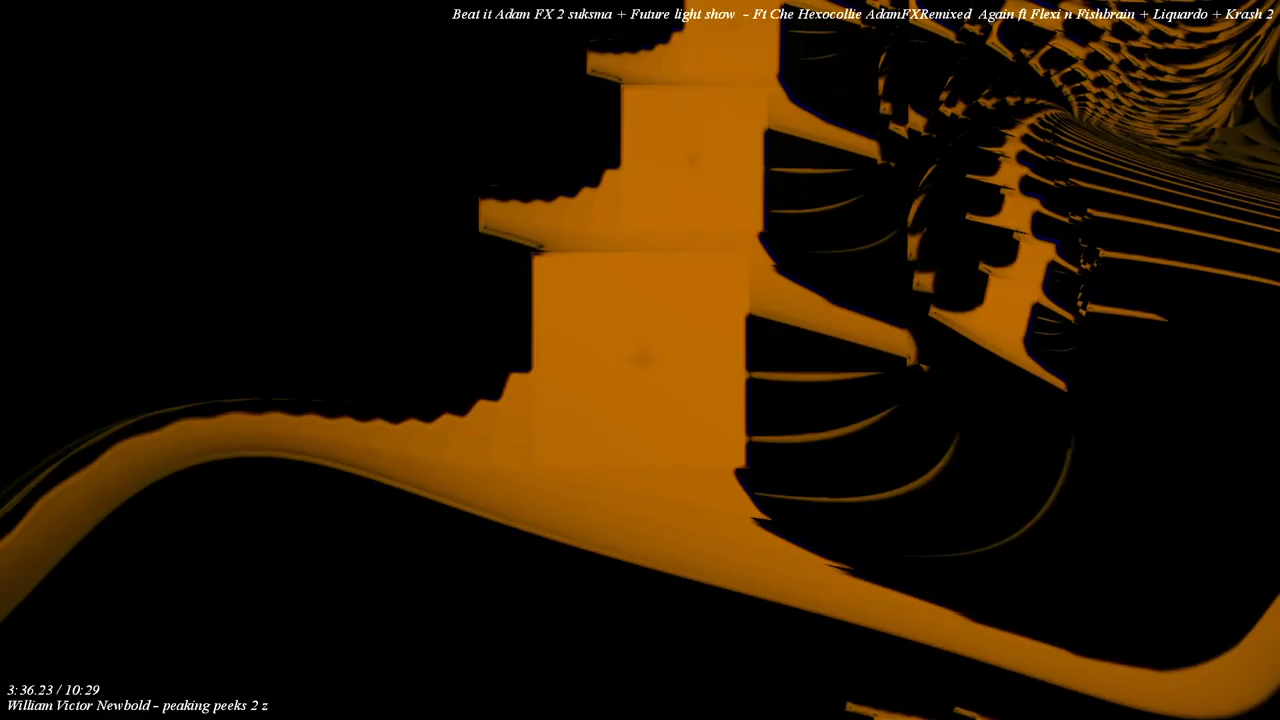 Beat it Adam FX 2 suksma + Future light show - Ft Che Hexocollie AdamFXRemixed Again ft Flexi n Fishbrain + Liquardo + Krash 2
3:36.23 / 10:29
William Victor Newbold - peaking peeks 2 z